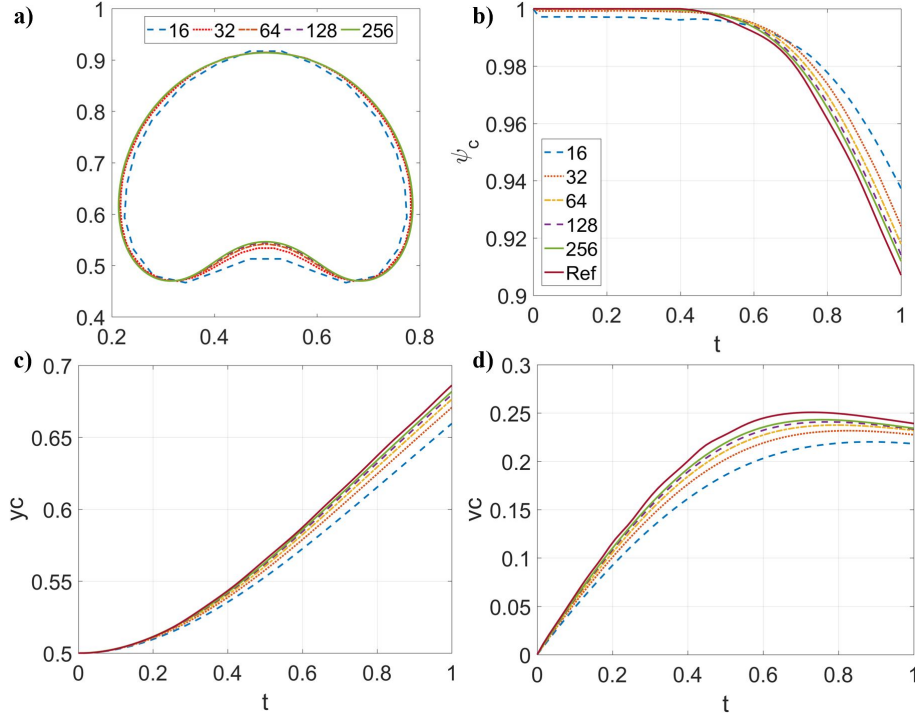 a)
16 32 64 128 256
1
0.9
0.8
0.7
0.6
0.5
0.4
0.2 0.4 0.6 0.8
b)
1
0.98
0.96
0.94
0.92
0.9
ψc
16
32
64
128
256
Ref
0 0.2 0.4 0.6 0.8 1
t
c)
0.7
0.65
0.6
0.55
0.5
yc
0 0.2 0.4 0.6 0.8 1
t
d)
0.3
0.25
0.2
0.15
0.1
0.05
0
vc
0 0.2 0.4 0.6 0.8 1
t